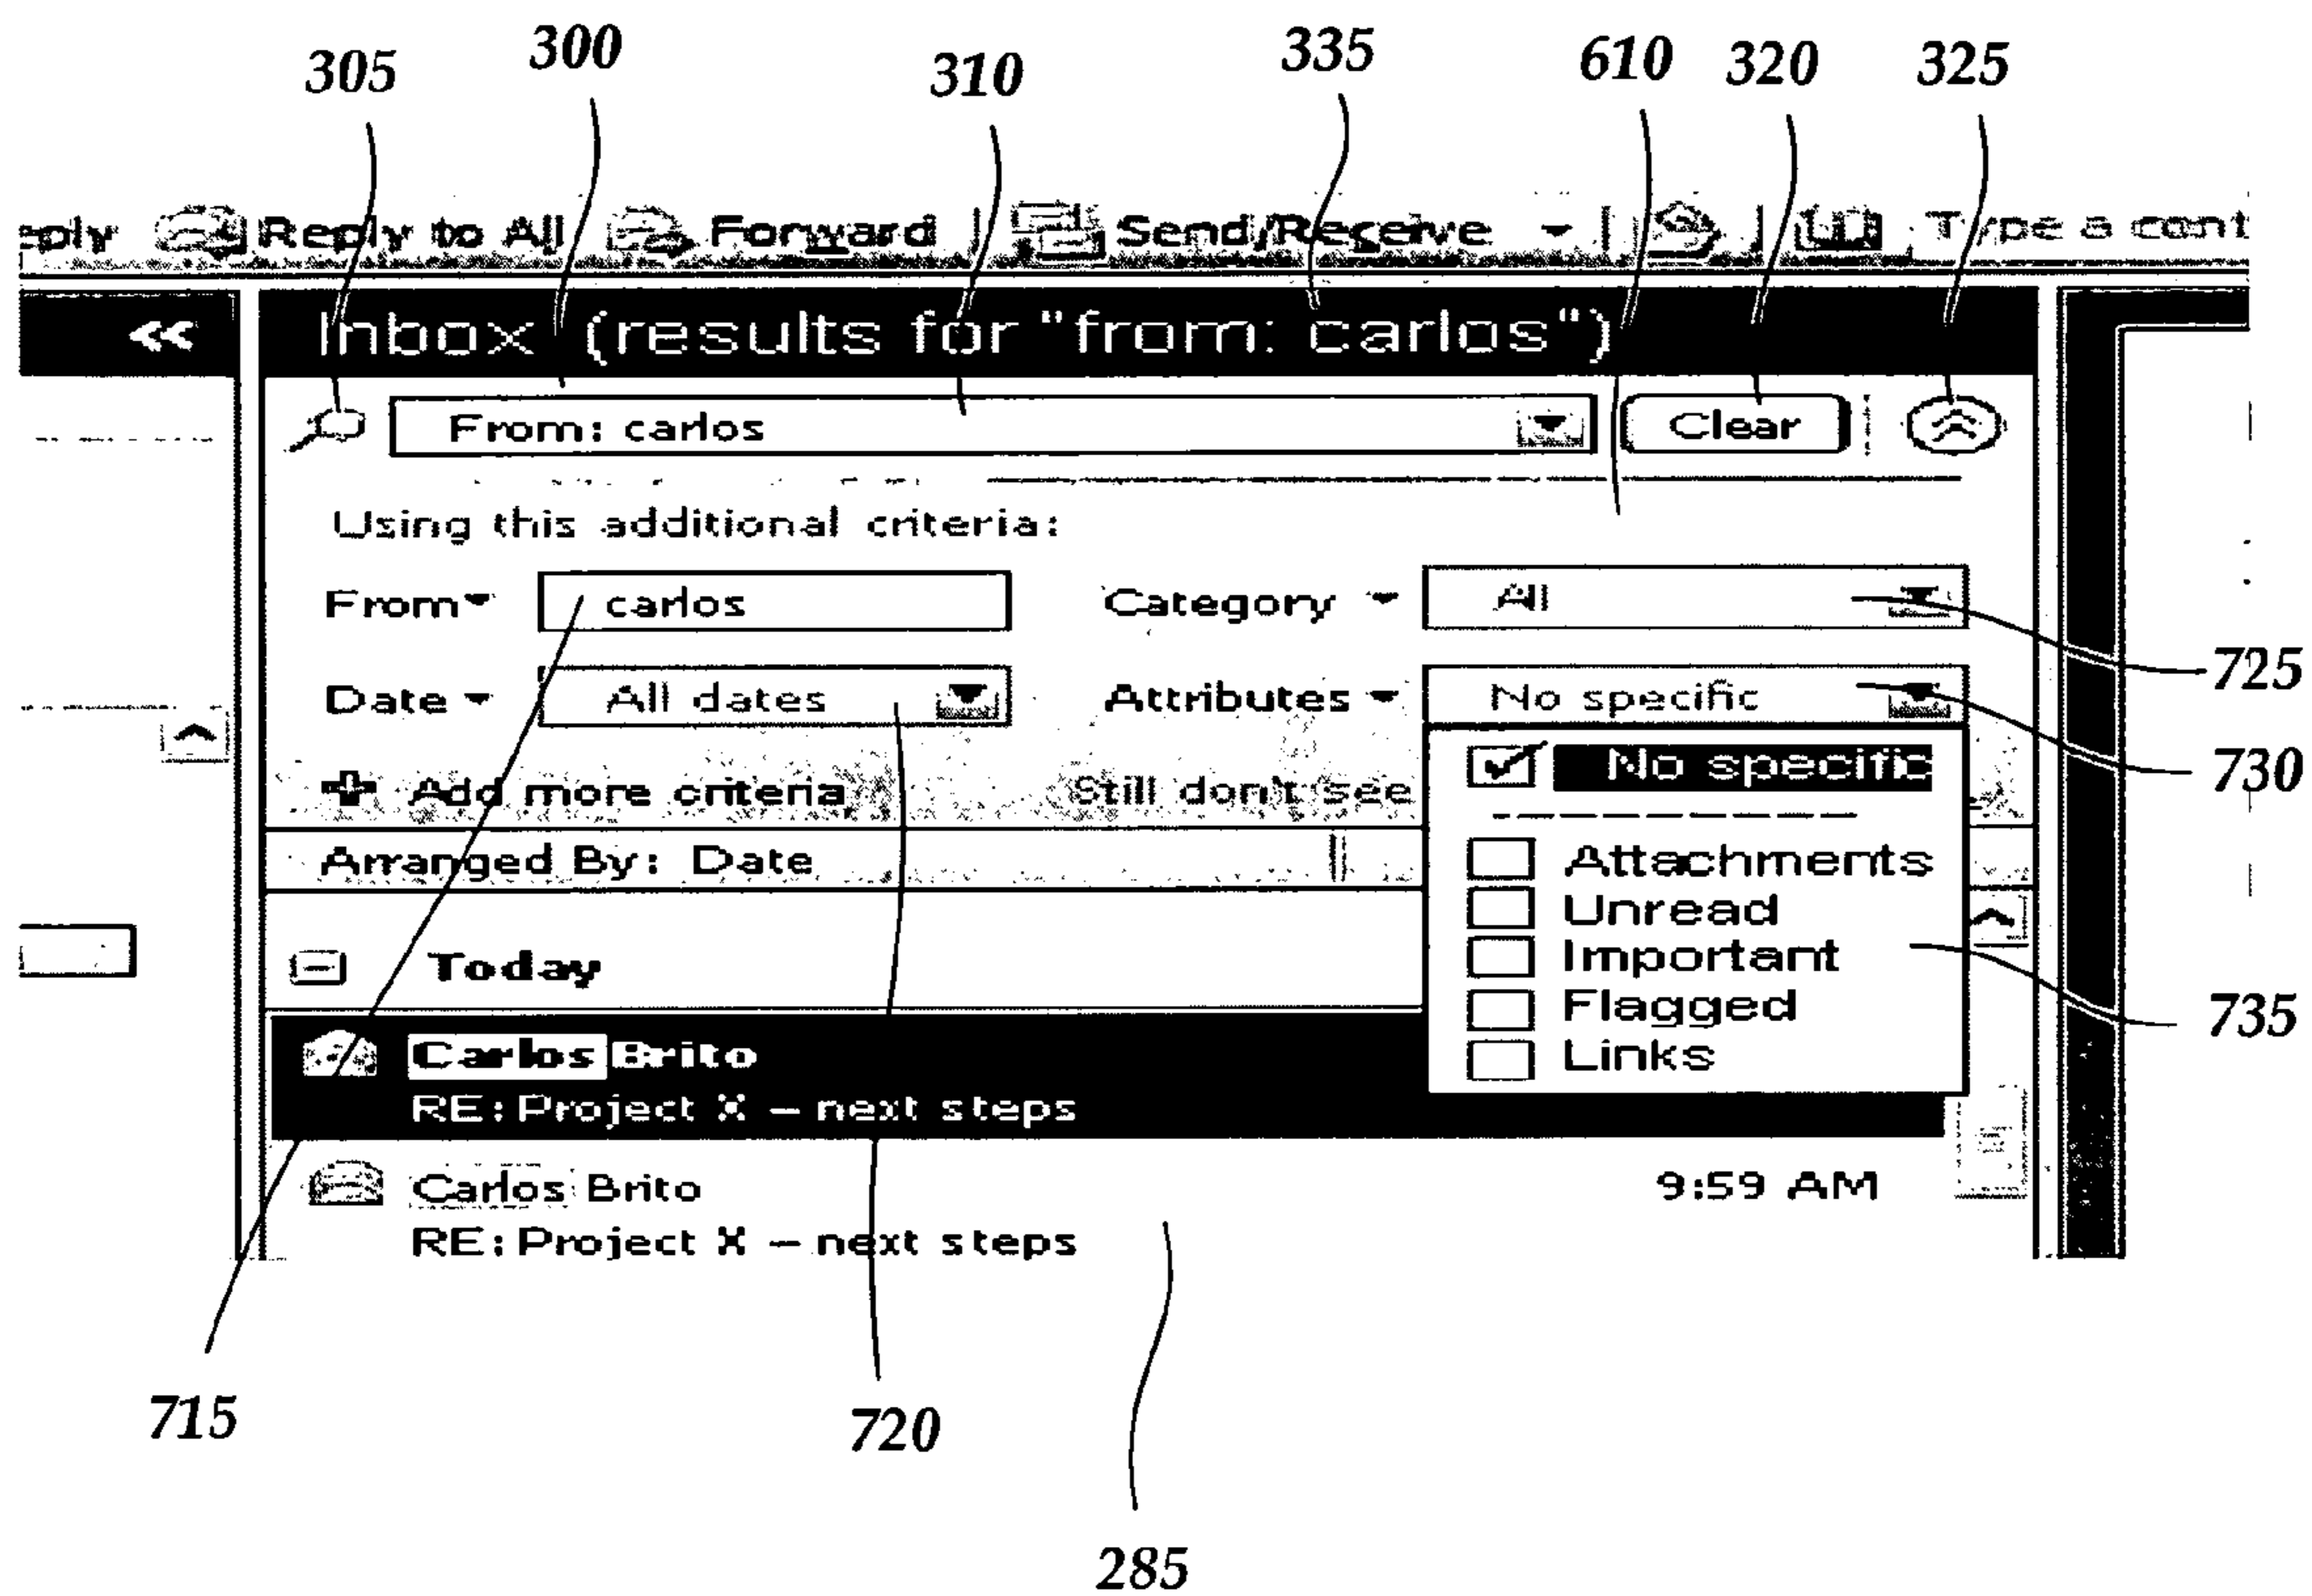 305 300 310 335 610 320 325
Reply to All Forward Send/Receive Type a cont
Inbox (results for "from: carlos")
From: carlos Clear
Using this additional criteria:
From carlos Category All
725
Date All dates Attributes No specific
730
No specific
Add more criteria Still don't see
Arranged By: Date Attachments
Unread
Today Important
735
Flagged
Carlos Brito Links
RE: Project X – next steps
Carlos Brito 9:59 AM
RE: Project X – next steps
715 720
285